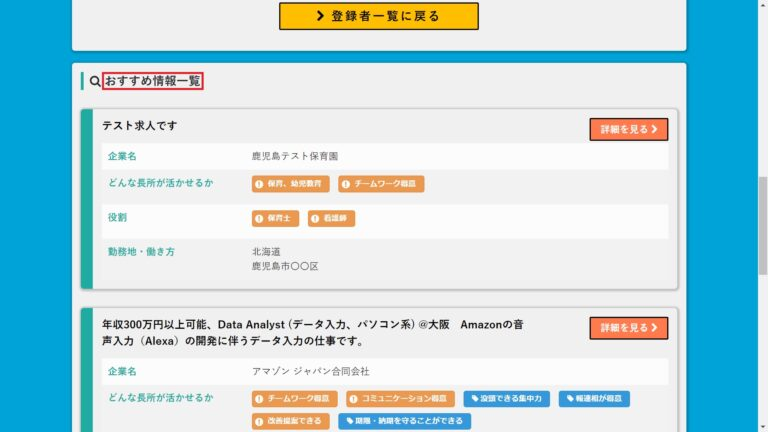 登録者一覧に戻る
おすすめ情報一覧
テスト求人です
詳細を見る
企業名 鹿児島テスト保育園
どんな長所が活かせるか 保育、幼児教育 チームワーク得意
役割 保育士 看護師
勤務地・働き方 北海道
鹿児島市〇〇区
年収300万円以上可能、Data Analyst (データ入力、パソコン系) @大阪 Amazonの音
声入力（Alexa）の開発に伴うデータ入力の仕事です。
詳細を見る
企業名 アマゾン ジャパン合同会社
どんな長所が活かせるか チームワーク得意 コミュニケーション得意 没頭できる集中力 報連相が得意
改善提案できる 期限・納期を守ることができる